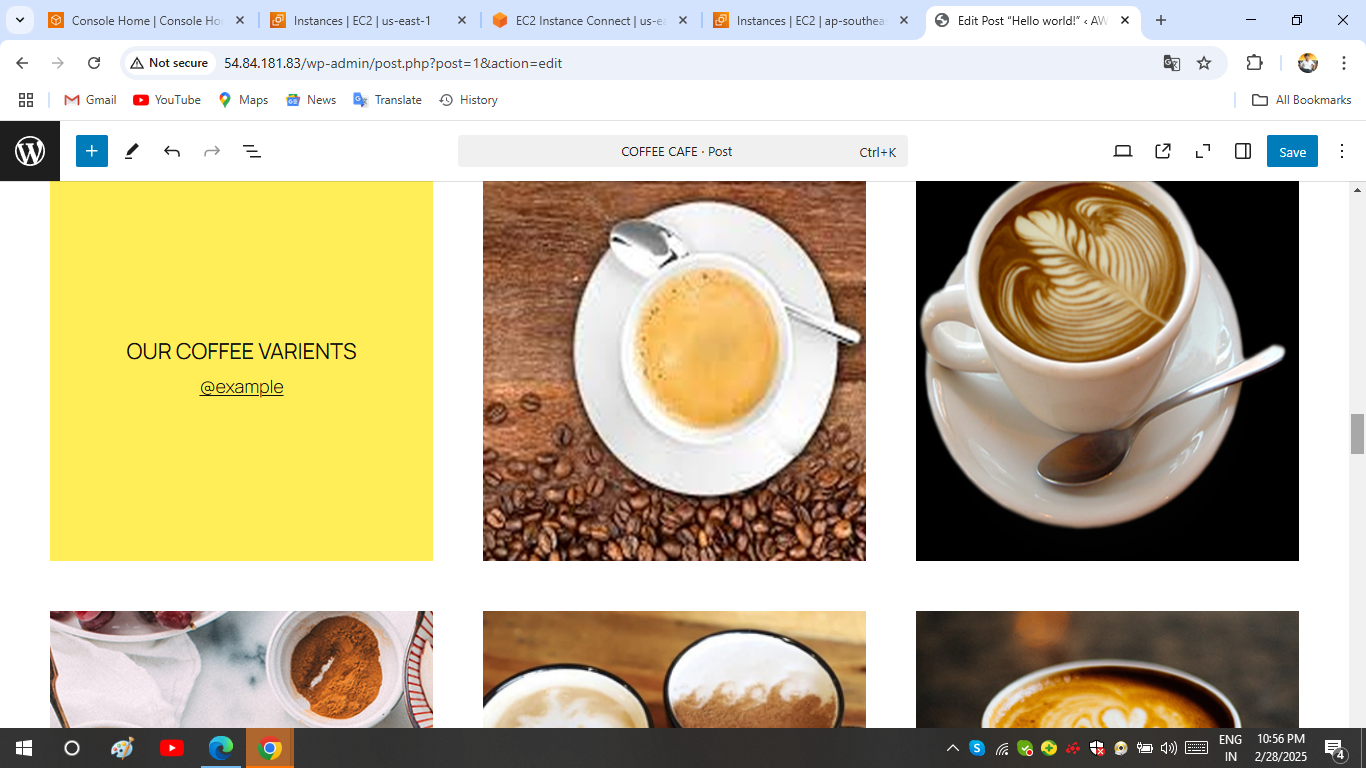 Console Home | Console Ho
Instances | EC2 | us-east-1
EC2 Instance Connect | us-ea
Instances | EC2 | ap-southeas
Edit Post “Hello world!” ‹ AW
Not secure
54.84.181.83/wp-admin/post.php?post=1&action=edit
Gmail
YouTube
Maps
News
Translate
History
All Bookmarks
COFFEE CAFE · Post
Ctrl+K
Save
OUR COFFEE VARIENTS
@example
ENG
IN
10:56 PM
2/28/2025
4